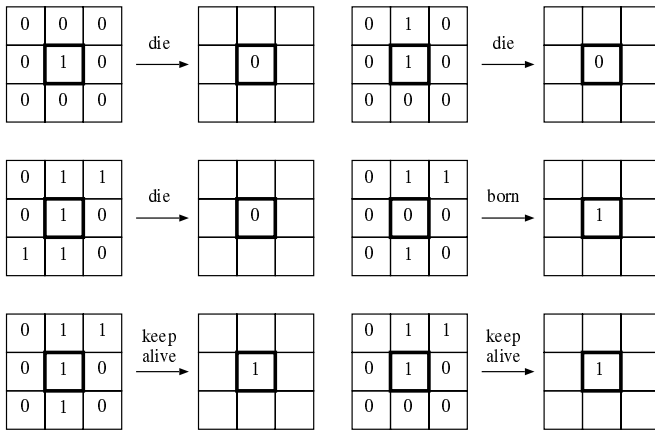 0 0 0 0 1 0
die die
0 1 0 0 0 1 0 0
0 0 0 0 0 0
0 1 1 0 1 1
die born
0 1 0 0 0 0 0 1
1 1 0 0 1 0
0 1 1 0 1 1
keep keep
alive alive
0 1 0 1 0 1 0 1
0 1 0 0 0 0